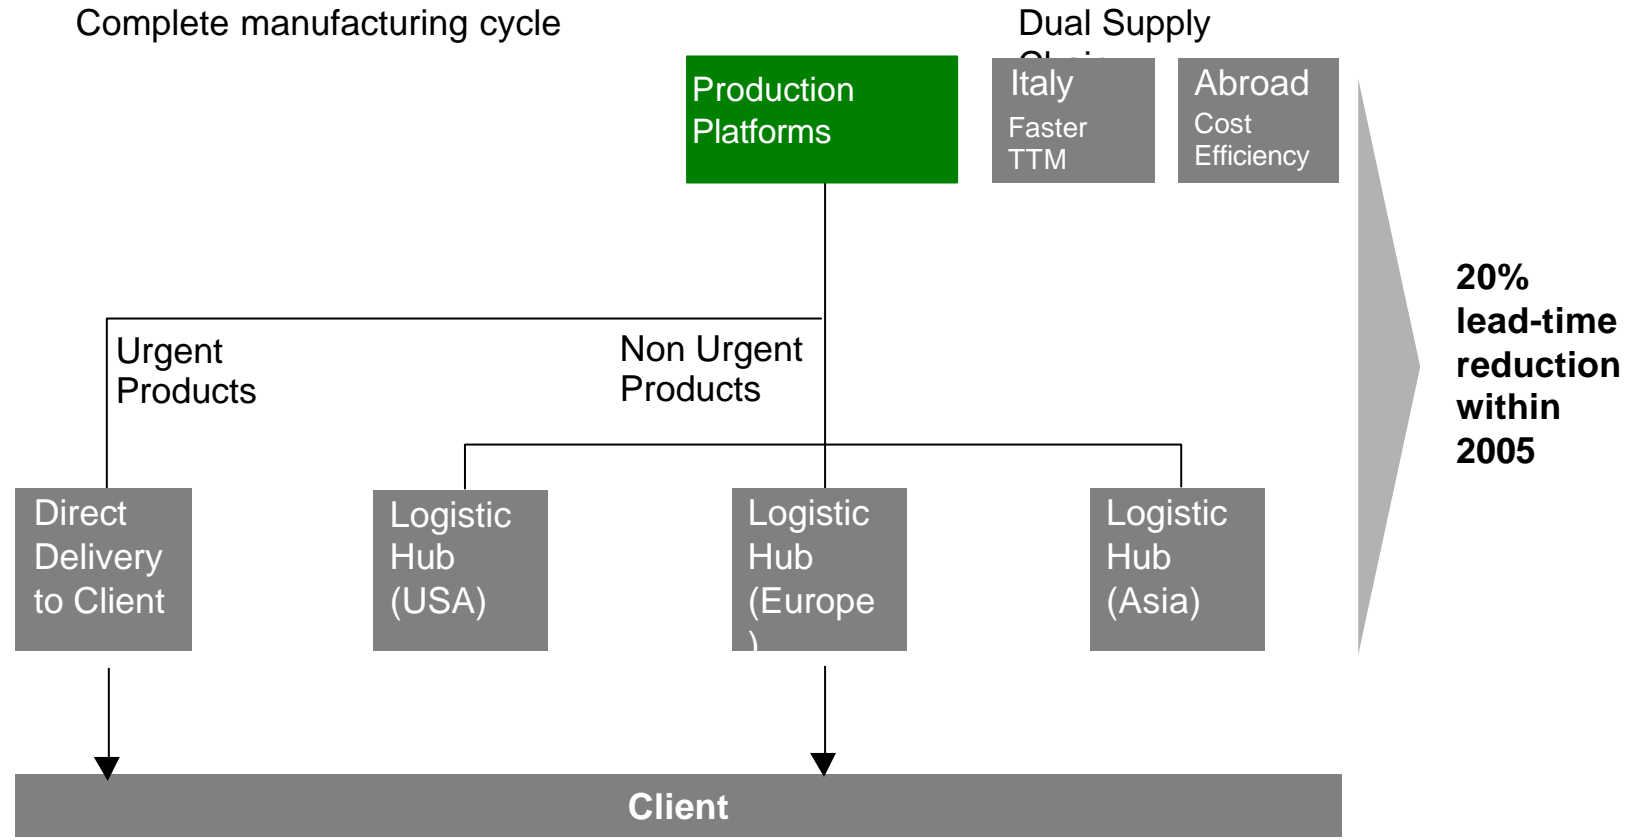 Complete manufacturing cycle
Dual Supply
Production
Platforms
Italy
Faster
TTM
Abroad
Cost
Efficiency
20%
lead-time
reduction
within
2005
Urgent
Products
Non Urgent
Products
Direct
Delivery
to Client
Logistic
Hub
(USA)
Logistic
Hub
(Europe
)
Logistic
Hub
(Asia)
Client